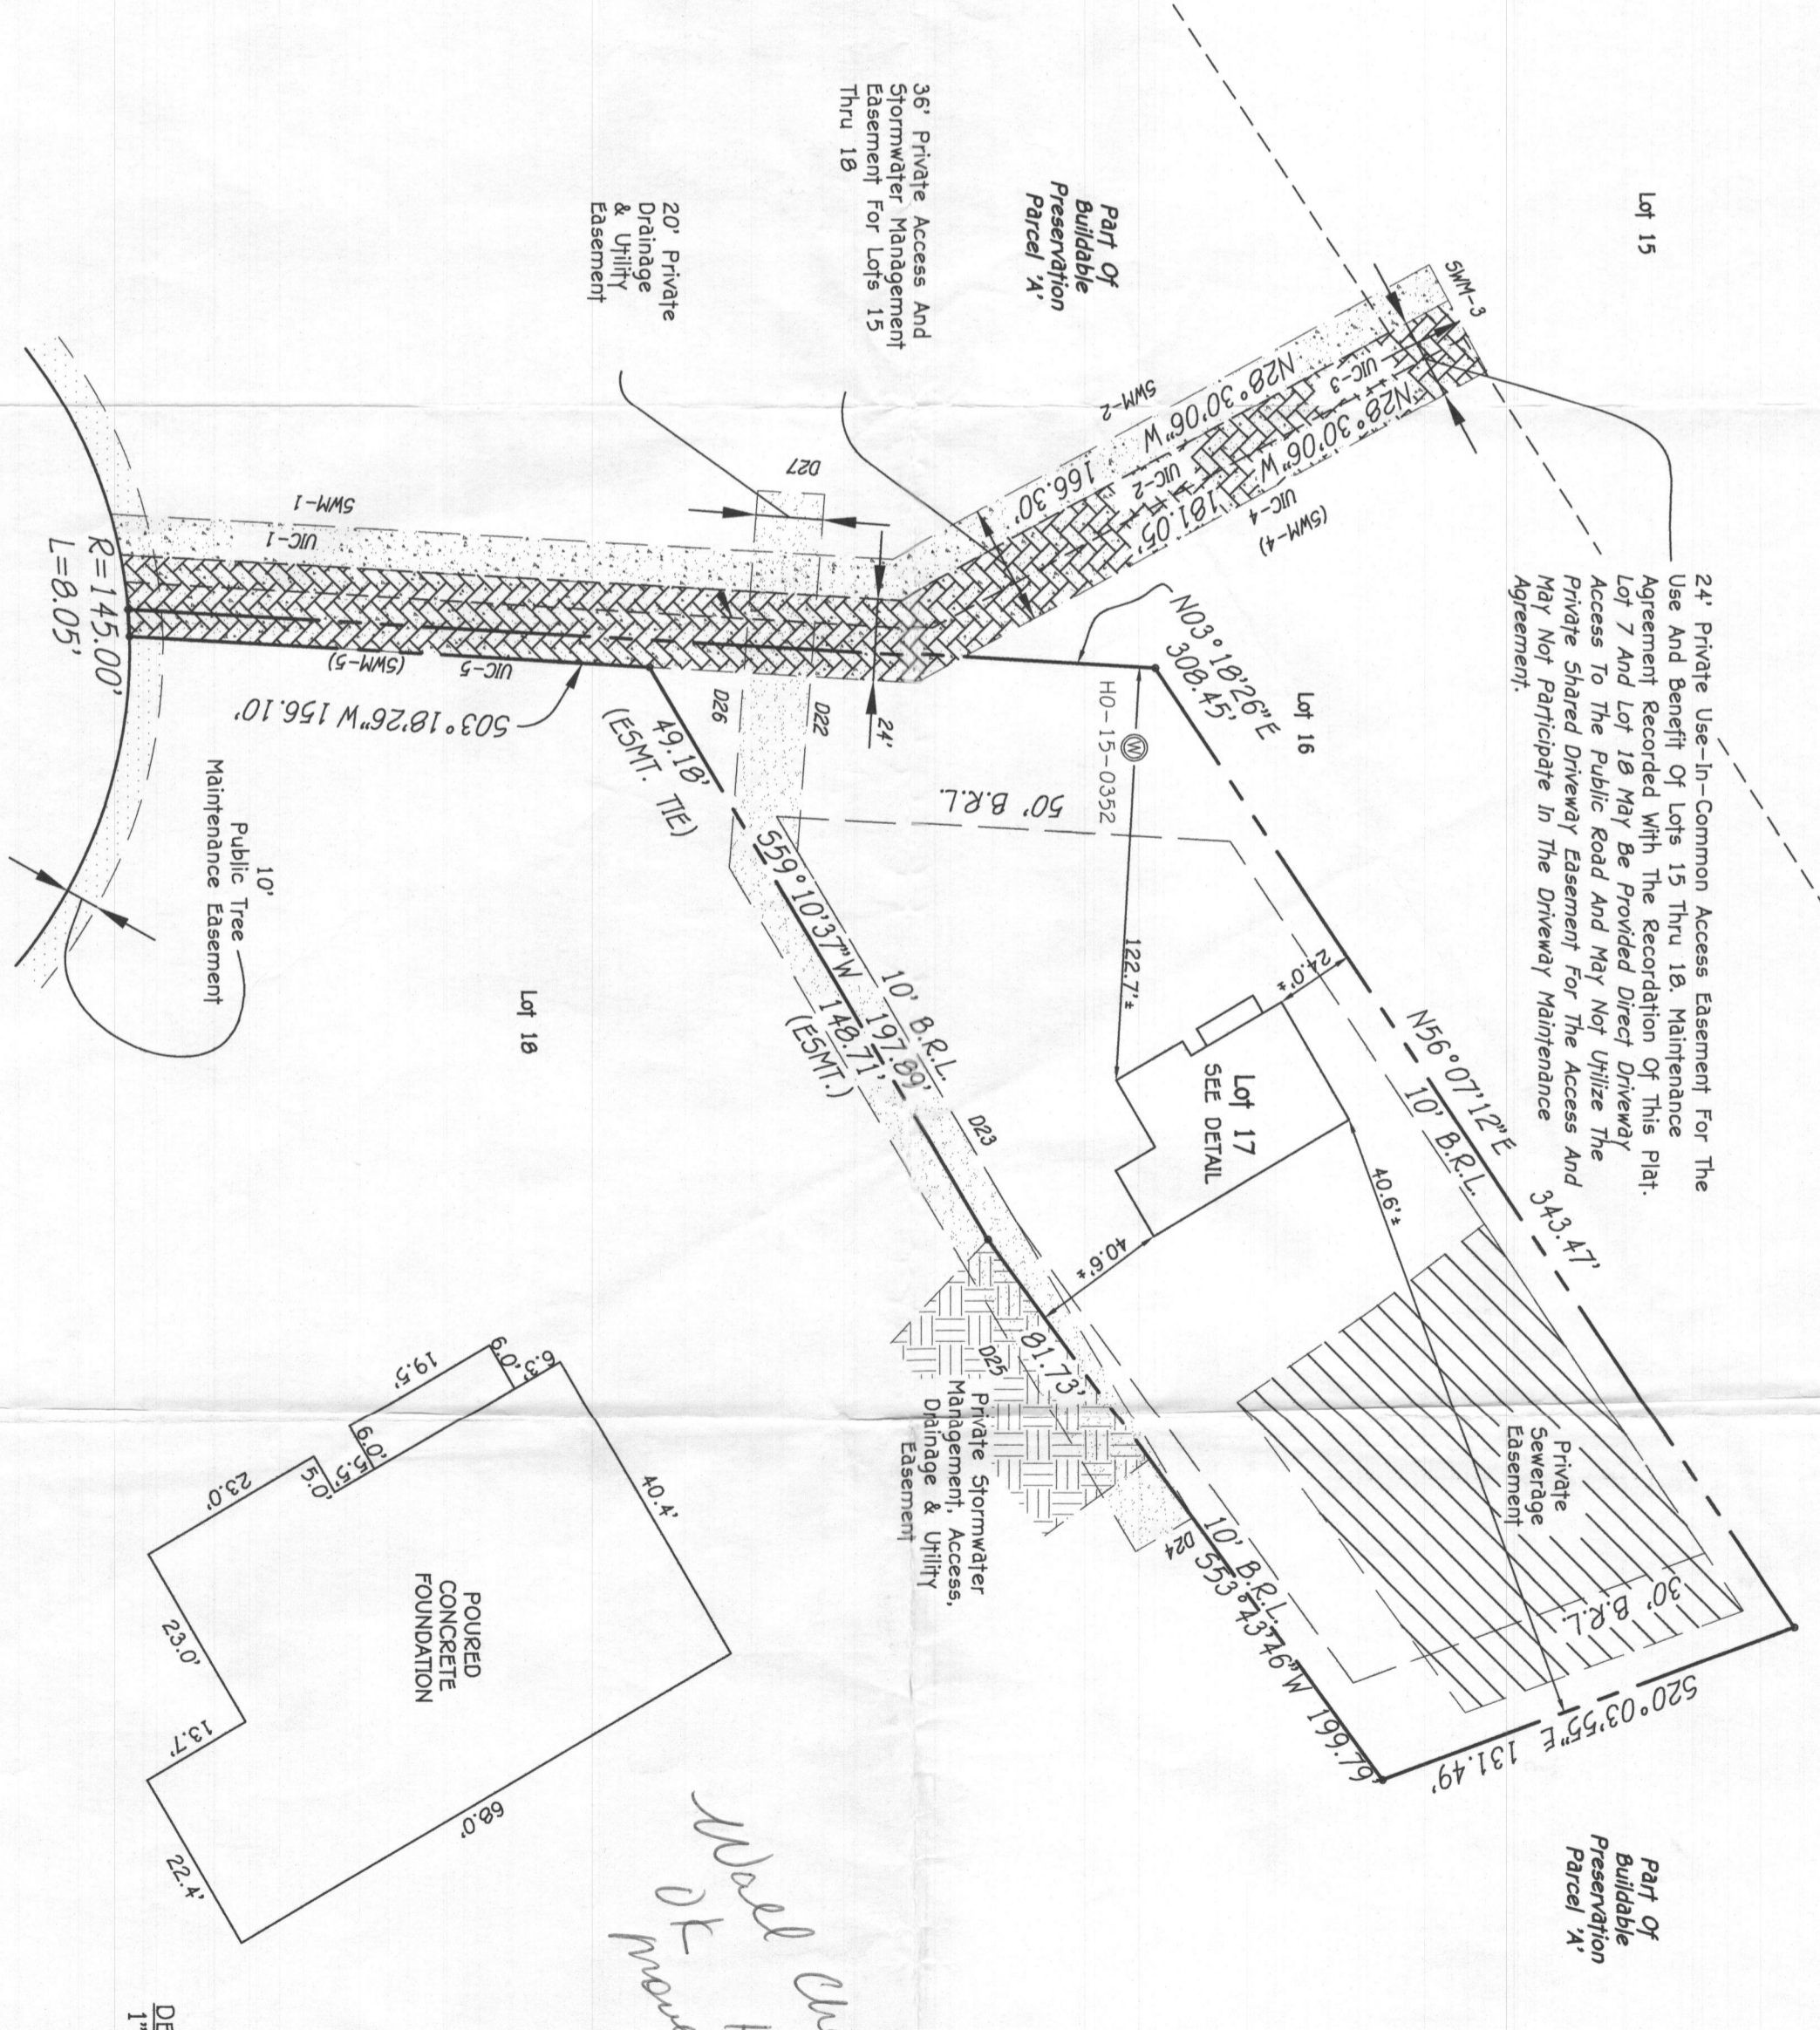 Lot 15
SWM-3
24' Private Use-In-Common Access Easement For The
Use And Benefit Of Lots 15 Thru 18. Maintenance
Agreement Recorded With The Recordation Of This Plat.
Lot 7 And Lot 18 May Be Provided Direct Driveway
Access To The Public Road And May Not Utilize The
Private Shared Driveway Easement For The Access And
May Not Participate In The Driveway Maintenance
Agreement.
Part Of
Buildable
Preservation
Parcel 'A'
36' Private Access And
Stormwater Management
Easement For Lots 15
Thru 18
20' Private
Drainage
& Utility
Easement
N28°30'06"W
166.30'
SWM-2
UIC-3
UIC-2
N28°30'06"W
181.05'
UIC-4
(SWM-4)
D27
SWM-1
UIC-1
R=145.00'
L=8.05'
(SWM-5)
UIC-5
S03°18'26"W 156.10'
N03°18'26"E
308.45'
Lot 16
HO-15-0352
W
D26
D22
24'
49.18'
(ESMT. TIE)
50' B.R.L.
122.7'±
24.0'±
N56°07'12"E
343.47'
10' B.R.L.
Lot 17
SEE DETAIL
40.6'±
40.6'±
S59°10'37"W
197.89'
10' B.R.L.
148.71'
(ESMT.)
D23
81.73'
D25
Private Stormwater
Management, Access,
Drainage & Utility
Easement
D24
10' B.R.L.
S53°43'46"W 199.76'
Private
Sewerage
Easement
30' B.R.L.
S20°03'55"E
131.49'
Part Of
Buildable
Preservation
Parcel 'A'
10'
Public Tree
Maintenance Easement
Lot 18
6.5'
6.0'
19.5'
6.0'
5.5'
5.0'
23.0'
40.4'
POURED
CONCRETE
FOUNDATION
23.0'
13.7'
22.4'
68.0'
Wall
OK
DE
1"